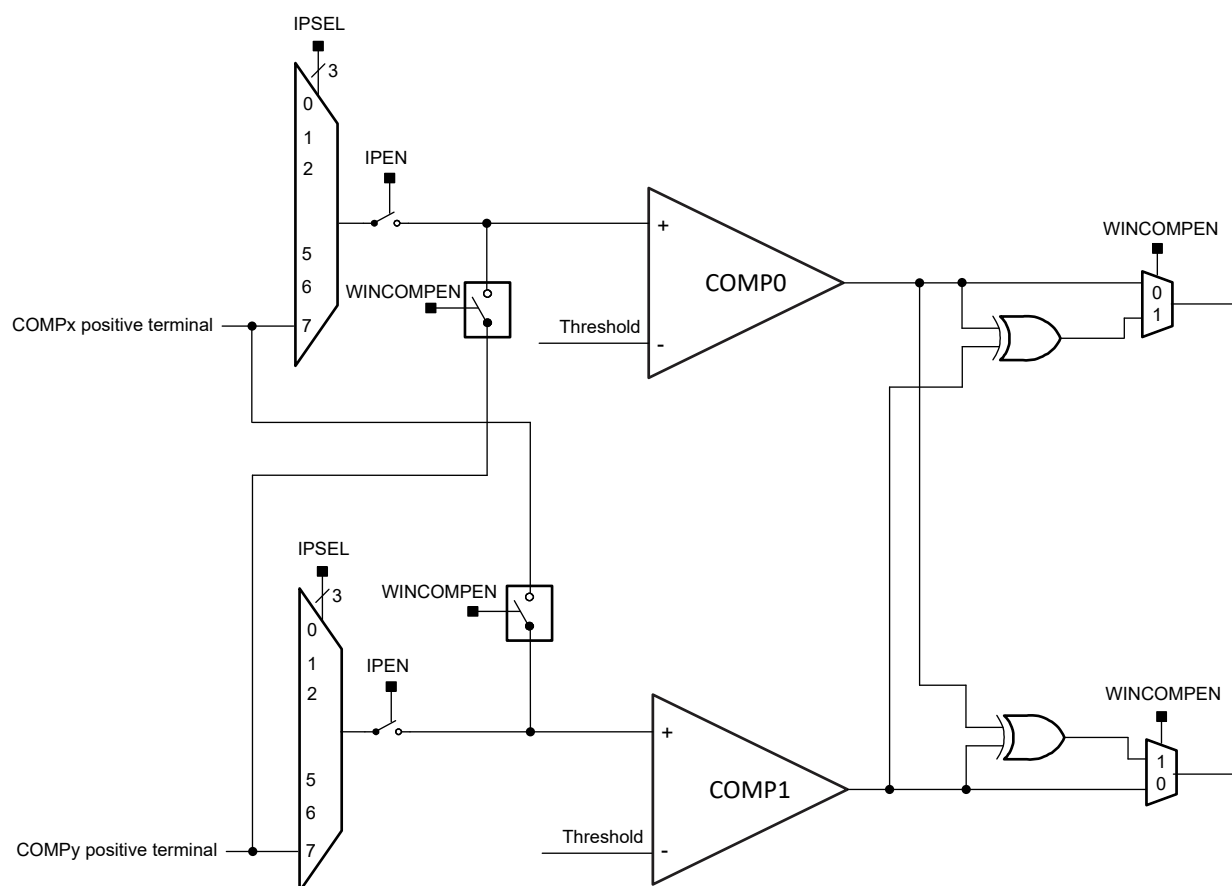 IPSEL
3
0
1
2
5
6
7
IPEN
WINCOMPEN
COMPx positive terminal
+
-
COMP0
Threshold
WINCOMPEN
0
1
IPSEL
3
0
1
2
5
6
7
WINCOMPEN
IPEN
COMPy positive terminal
+
-
COMP1
Threshold
WINCOMPEN
1
0